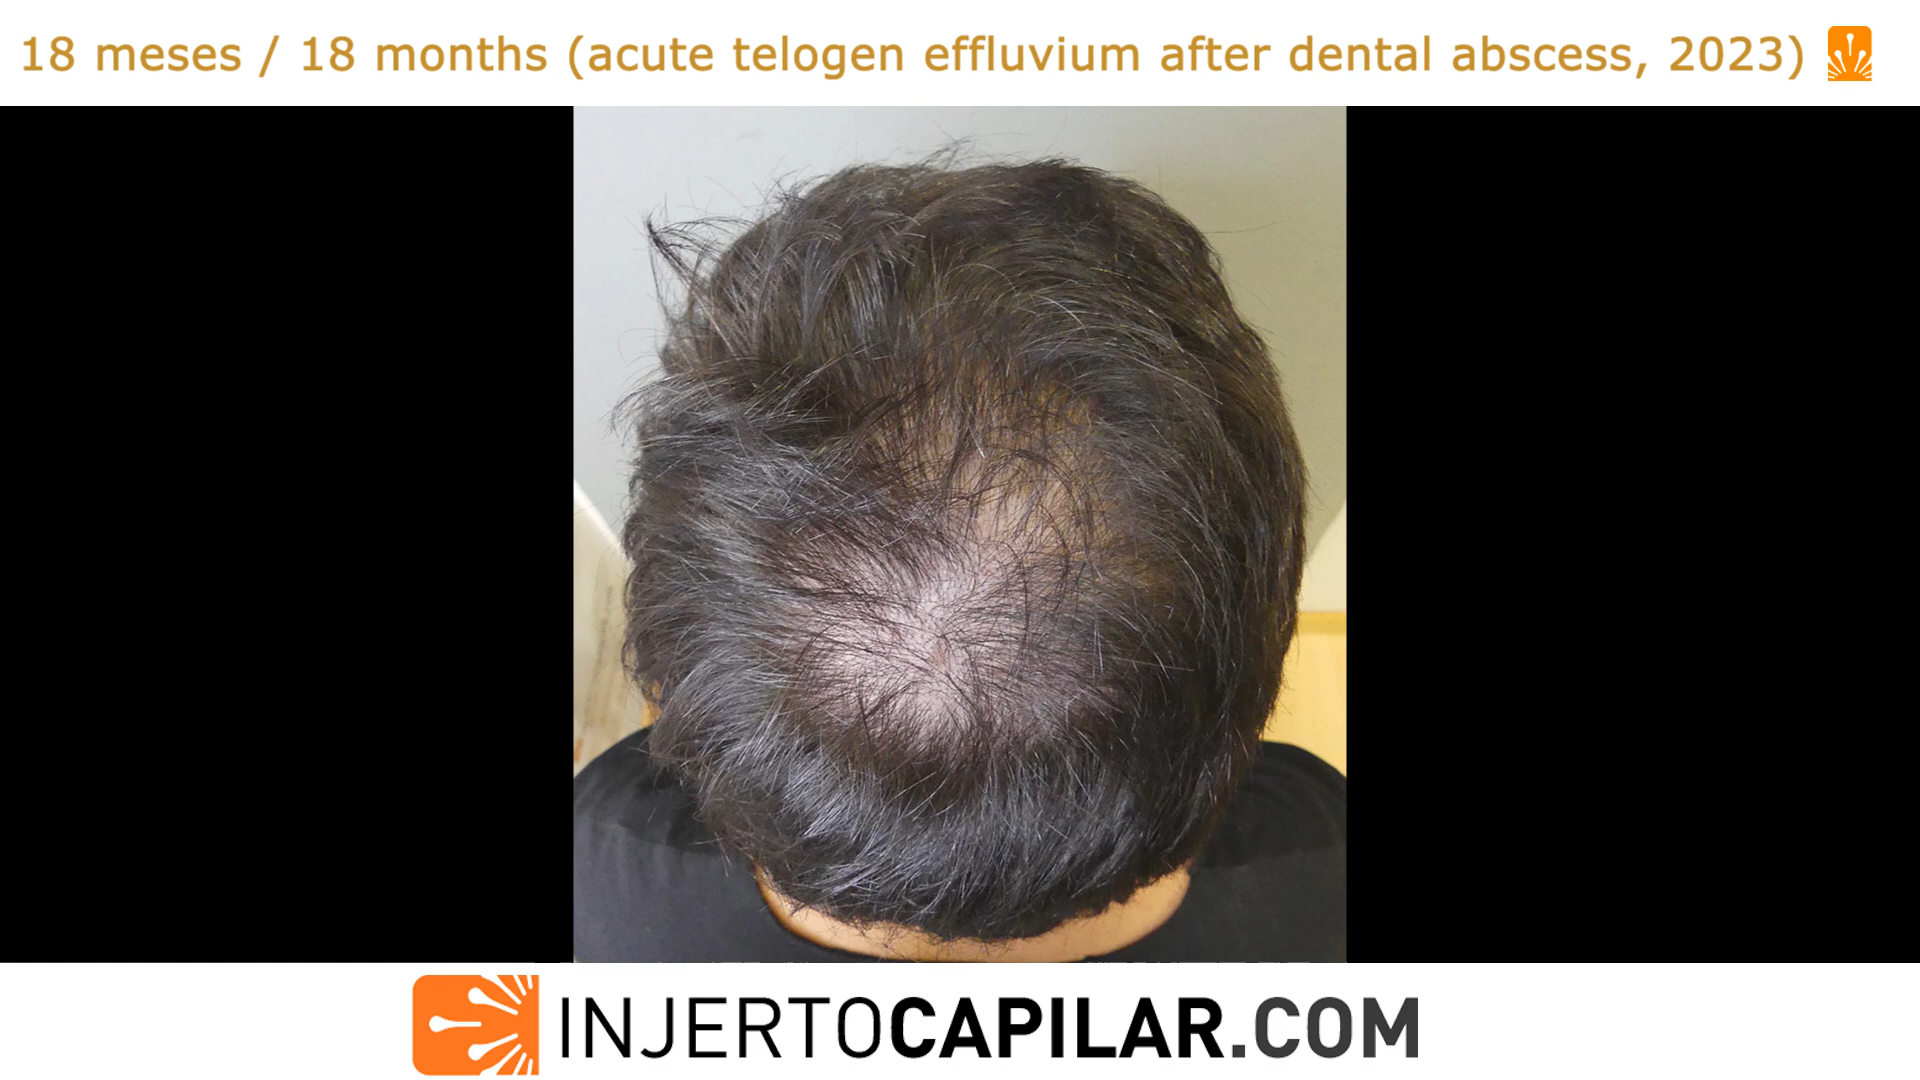 18 meses / 18 months (acute telogen effluvium after dental abscess, 2023)
INJERTOCAPILAR.COM